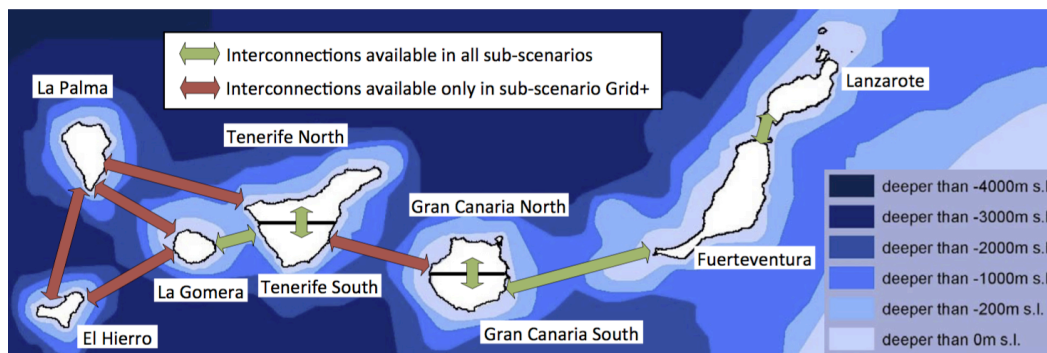 Interconnections available in all sub-scenarios
Interconnections available only in sub-scenario Grid+
La Palma
Tenerife North
Lanzarote
Gran Canaria North
Fuerteventura
La Gomera
Tenerife South
El Hierro
Gran Canaria South
deeper than -4000m s.l
deeper than -3000m s.l
deeper than -2000m s.l
deeper than -1000m s.l
deeper than -200m s.l.
deeper than 0m s.l.